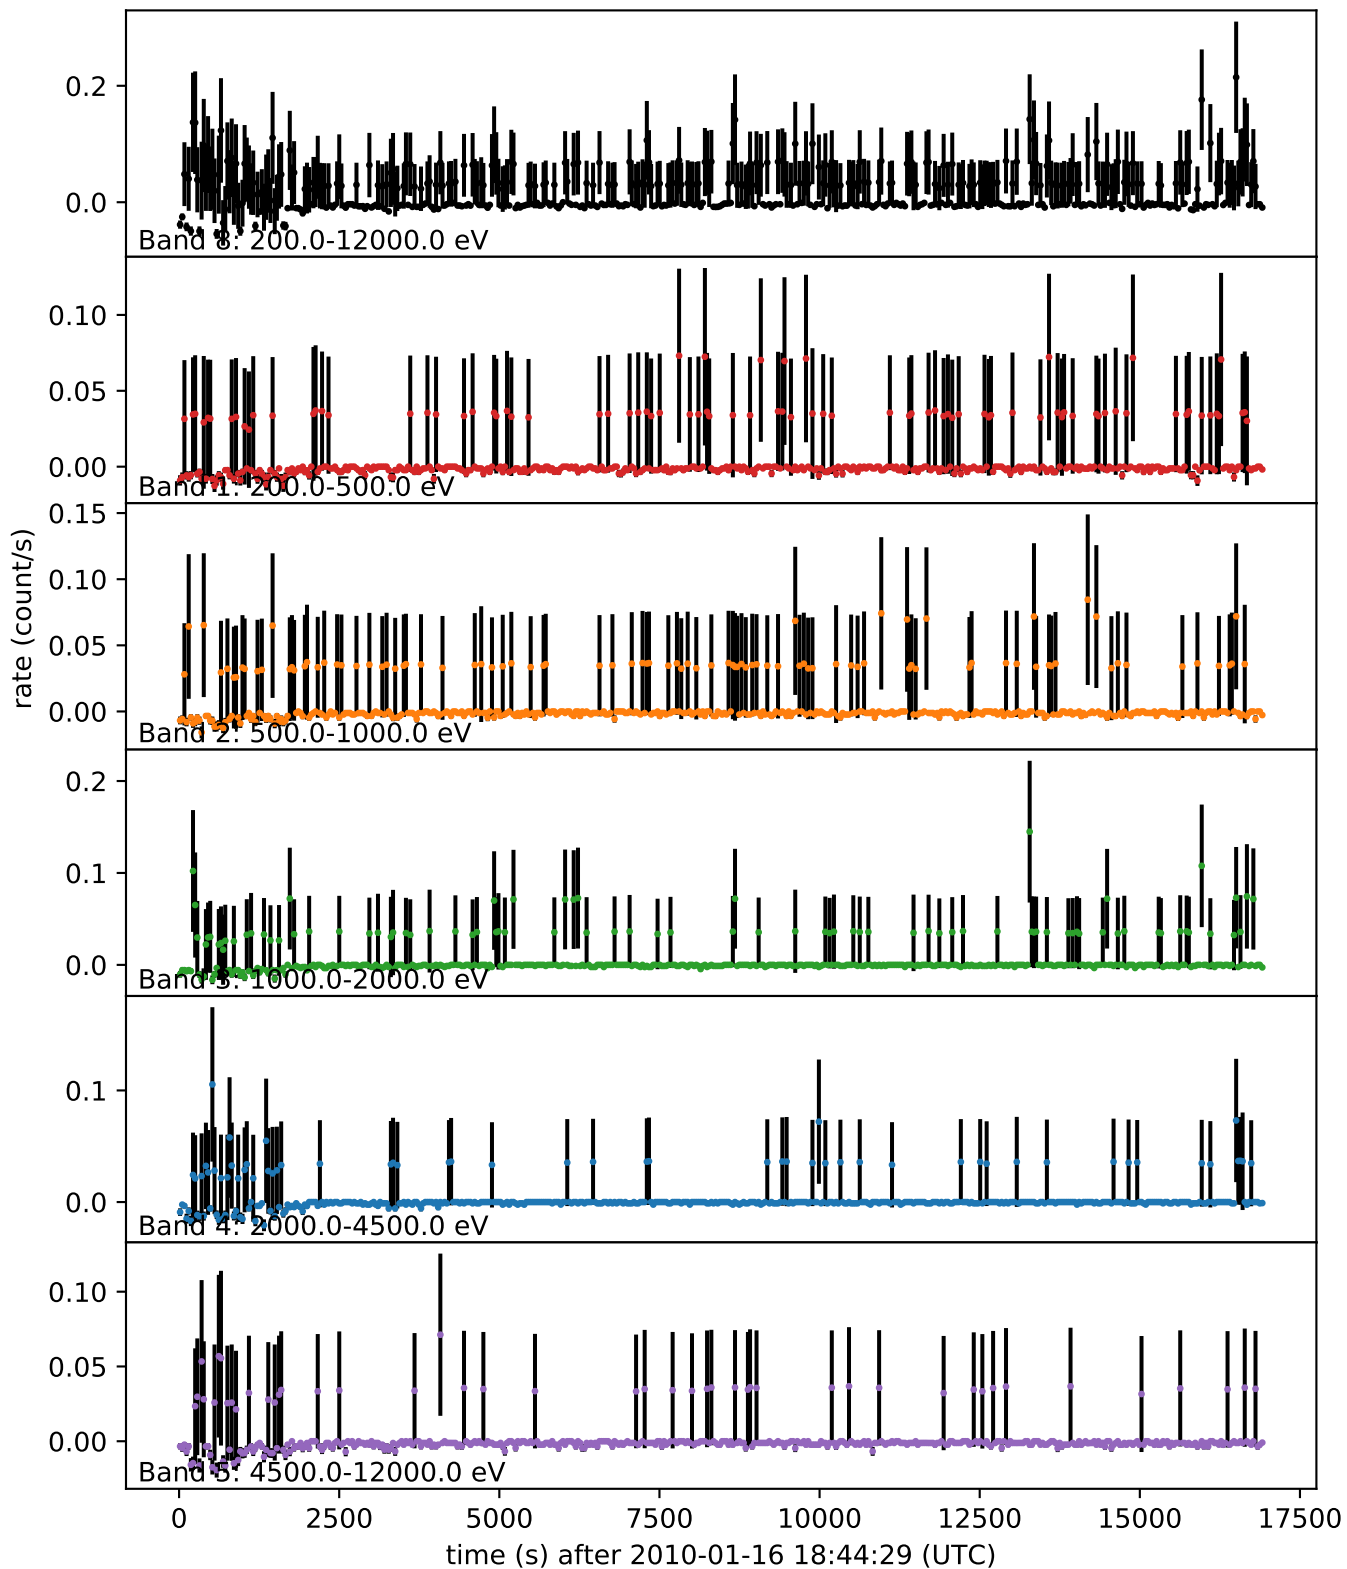 0.2
0.0
Band 8: 200.0-12000.0 eV
0.10
0.05
0.00
Band 1: 200.0-500.0 eV
0.15
0.10
0.05
0.00
Band 2: 500.0-1000.0 eV
rate (count/s)
0.2
0.1
0.0
Band 3: 1000.0-2000.0 eV
0.1
0.0
Band 4: 2000.0-4500.0 eV
0.10
0.05
0.00
Band 5: 4500.0-12000.0 eV
0 2500 5000 7500 10000 12500 15000 17500
time (s) after 2010-01-16 18:44:29 (UTC)